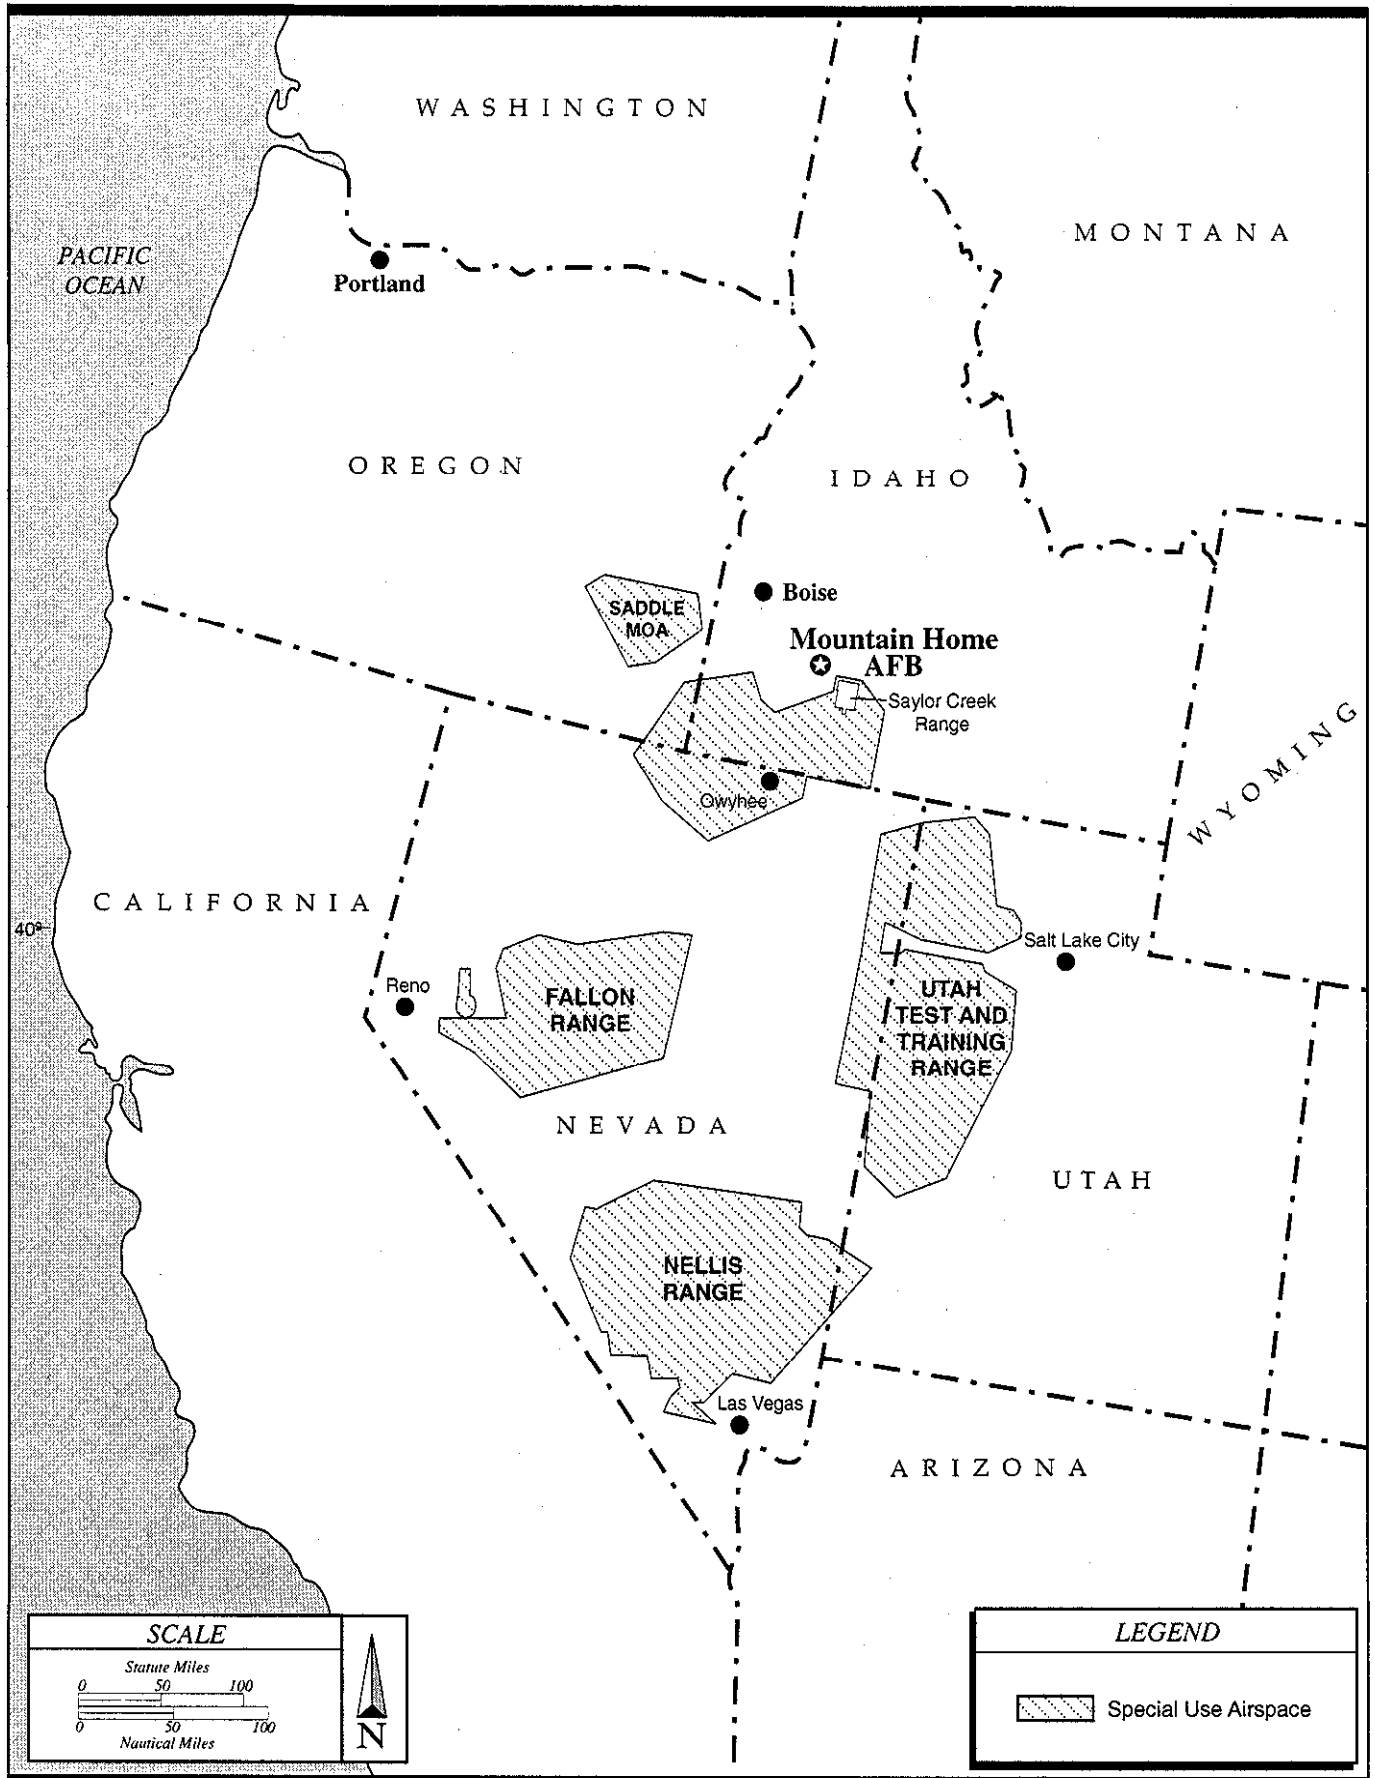 WASHINGTON
MONTANA
PACIFIC
OCEAN
Portland
OREGON
IDAHO
Boise
SADDLE
MOA
Mountain Home
AFB
Saylor Creek
Range
WYOMING
Owyhee
CALIFORNIA
40°
Salt Lake City
Reno
FALLON
RANGE
UTAH
TEST AND
TRAINING
RANGE
NEVADA
UTAH
NELLIS
RANGE
Las Vegas
ARIZONA
SCALE
Statute Miles
0 50 100
0 50 100
Nautical Miles
N
LEGEND
Special Use Airspace